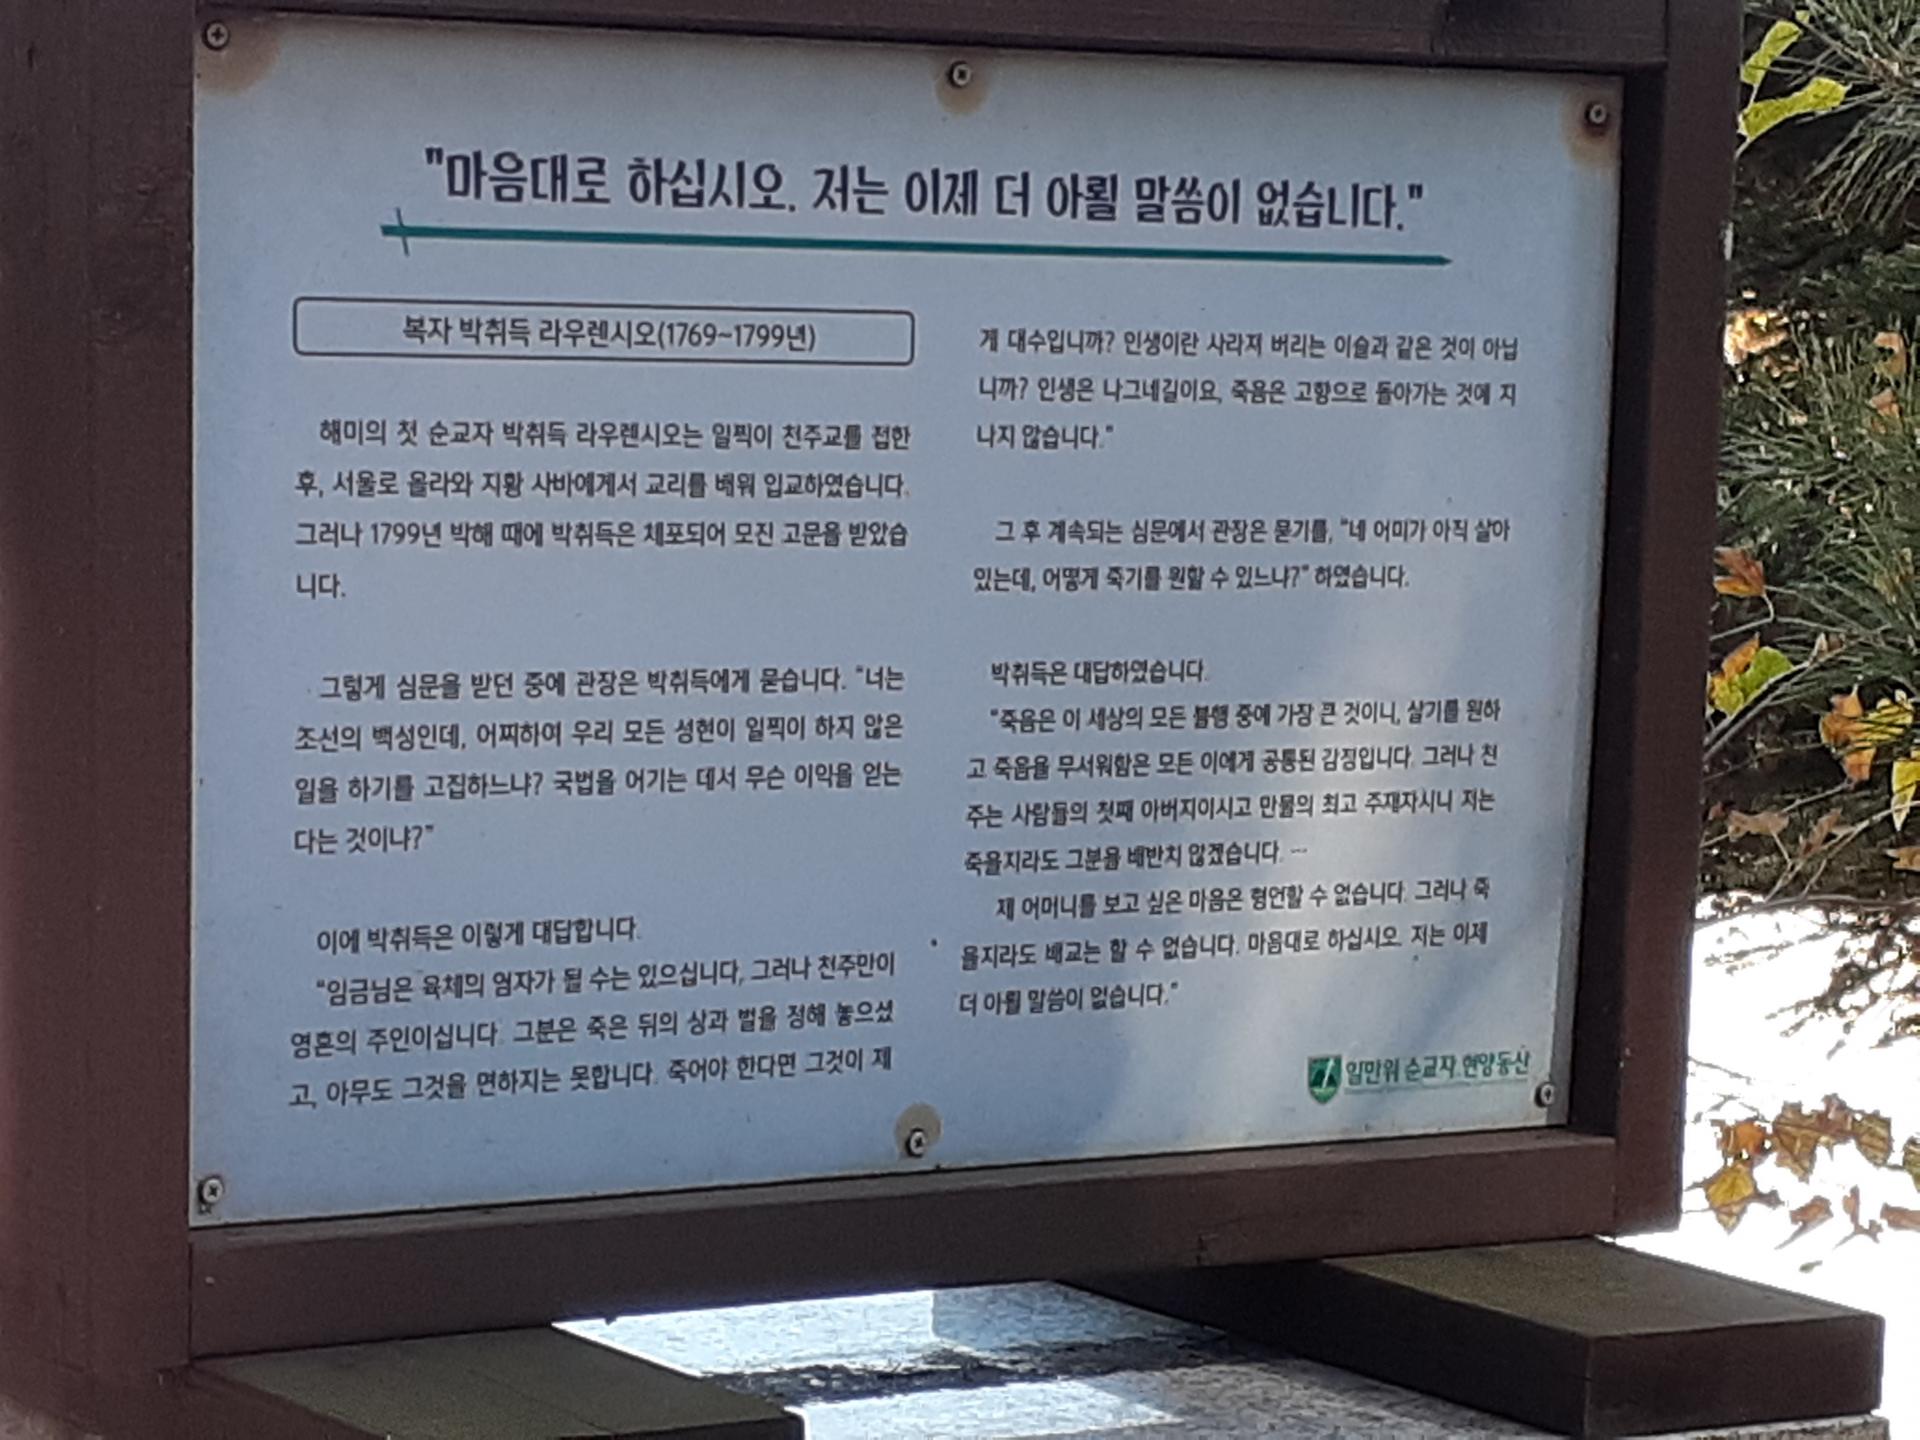 "마음대로 하십시오. 저는 이제 더 아뢸 말씀이 없습니다."
복자 박취득 라우렌시오(1769~1799년)
해미의 첫 순교자 박취득 라우렌시오는 일찍이 천주교를 접한
후, 서울로 올라와 지황 사바에게서 교리를 배워 입교하였습니다.
그러나 1799년 박해 때에 박취득은 체포되어 모진 고문을 받았습
니다.
그렇게 심문을 받던 중에 관장은 박취득에게 묻습니다. "너는
조선의 백성인데, 어찌하여 우리 모든 성현이 일찍이 하지 않은
일을 하기를 고집하느냐? 국법을 어기는 데서 무슨 이익을 얻는
다는 것이냐?"
이에 박취득은 이렇게 대답합니다.
"임금님은 육체의 염자가 될 수는 있으십니다, 그러나 천주만이
영혼의 주인이십니다. 그분은 죽은 뒤의 상과 벌을 정해 놓으셨
고, 아무도 그것을 면하지는 못합니다. 죽어야 한다면 그것이 제
게 대수입니까? 인생이란 사라져 버리는 이슬과 같은 것이 아닙
니까? 인생은 나그네길이요, 죽음은 고향으로 돌아가는 것에 지
나지 않습니다."
그 후 계속되는 심문에서 관장은 묻기를, "네 어미가 아직 살아
있는데, 어떻게 죽기를 원할 수 있느냐?" 하였습니다.
박취득은 대답하였습니다.
"죽음은 이 세상의 모든 불행 중에 가장 큰 것이니, 살기를 원하
고 죽음을 무서워함은 모든 이에게 공통된 감정입니다. 그러나 천
주는 사람들의 첫째 아버지이시고 만물의 최고 주재자시니 저는
죽을지라도 그분을 배반치 않겠습니다. …
제 어머니를 보고 싶은 마음은 형언할 수 없습니다. 그러나 죽
을지라도 배교는 할 수 없습니다. 마음대로 하십시오. 저는 이제
더 아뢸 말씀이 없습니다."
일만위 순교자 현양동산